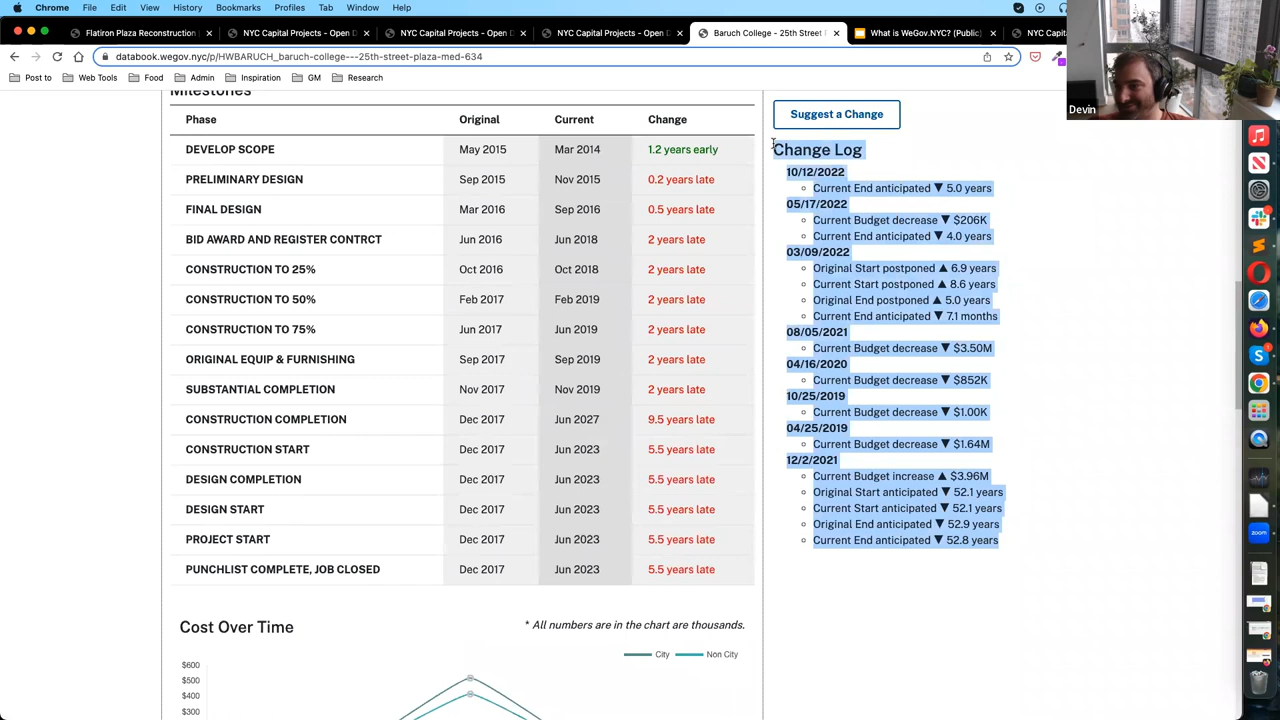 Chrome File Edit View History Bookmarks Profiles Tab Window Help
Flatiron Plaza Reconstruction
NYC Capital Projects - Open D
NYC Capital Projects - Open D
NYC Capital Projects - Open D
Baruch College - 25th Street P
What is WeGov.NYC? (Public)
NYC Capital Projects - Open D
databook.wegov.nyc/p/HWBARUCH_baruch-college---25th-street-plaza-med-634
Post to Web Tools Food Admin Inspiration GM Research
Devin
Milestones
Phase Original Current Change
DEVELOP SCOPE May 2015 Mar 2014 1.2 years early
PRELIMINARY DESIGN Sep 2015 Nov 2015 0.2 years late
FINAL DESIGN Mar 2016 Sep 2016 0.5 years late
BID AWARD AND REGISTER CONTRCT Jun 2016 Jun 2018 2 years late
CONSTRUCTION TO 25% Oct 2016 Oct 2018 2 years late
CONSTRUCTION TO 50% Feb 2017 Feb 2019 2 years late
CONSTRUCTION TO 75% Jun 2017 Jun 2019 2 years late
ORIGINAL EQUIP & FURNISHING Sep 2017 Sep 2019 2 years late
SUBSTANTIAL COMPLETION Nov 2017 Nov 2019 2 years late
CONSTRUCTION COMPLETION Dec 2017 Jun 2027 9.5 years late
CONSTRUCTION START Dec 2017 Jun 2023 5.5 years late
DESIGN COMPLETION Dec 2017 Jun 2023 5.5 years late
DESIGN START Dec 2017 Jun 2023 5.5 years late
PROJECT START Dec 2017 Jun 2023 5.5 years late
PUNCHLIST COMPLETE, JOB CLOSED Dec 2017 Jun 2023 5.5 years late
Cost Over Time
* All numbers are in the chart are thousands.
City Non City
$600
$500
$400
$300
Suggest a Change
Change Log
10/12/2022
Current End anticipated ▼ 5.0 years
05/17/2022
Current Budget decrease ▼ $206K
Current End anticipated ▼ 4.0 years
03/09/2022
Original Start postponed ▲ 6.9 years
Current Start postponed ▲ 8.6 years
Original End postponed ▲ 5.0 years
Current End anticipated ▼ 7.1 months
08/05/2021
Current Budget decrease ▼ $3.50M
04/16/2020
Current Budget decrease ▼ $852K
10/25/2019
Current Budget decrease ▼ $1.00K
04/25/2019
Current Budget decrease ▼ $1.64M
12/2/2021
Current Budget increase ▲ $3.96M
Original Start anticipated ▼ 52.1 years
Current Start anticipated ▼ 52.1 years
Original End anticipated ▼ 52.9 years
Current End anticipated ▼ 52.8 years
zoom